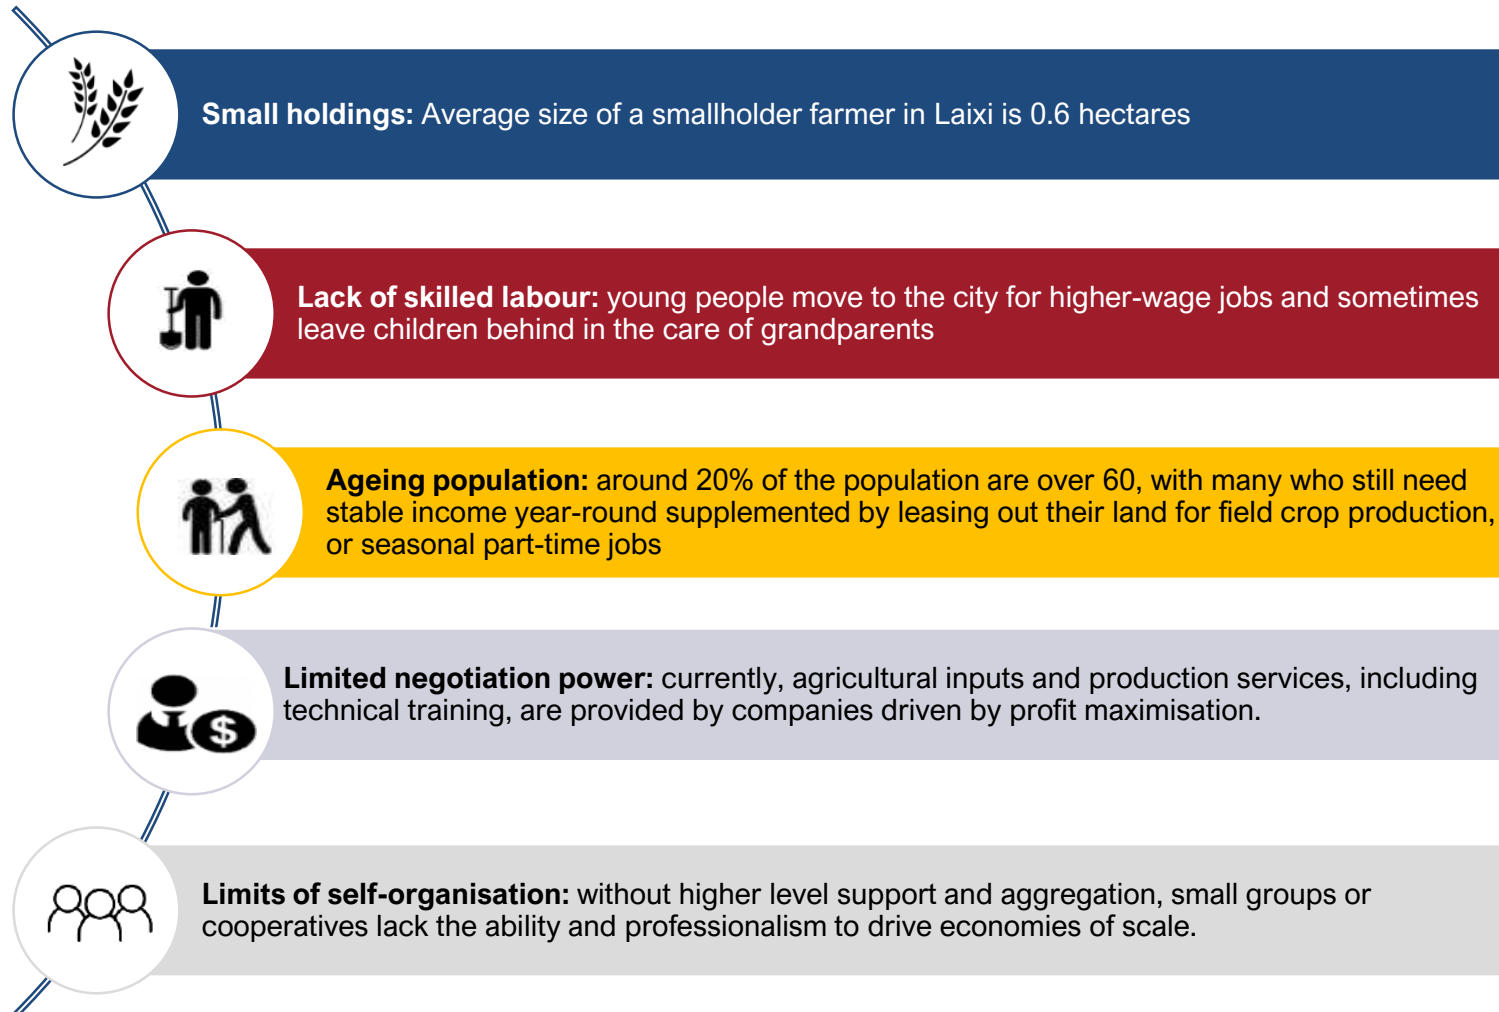 Small holdings: Average size of a smallholder farmer in Laixi is 0.6 hectares
Lack of skilled labour: young people move to the city for higher-wage jobs and sometimes
leave children behind in the care of grandparents
Ageing population: around 20% of the population are over 60, with many who still need
stable income year-round supplemented by leasing out their land for field crop production,
or seasonal part-time jobs
Limited negotiation power: currently, agricultural inputs and production services, including
technical training, are provided by companies driven by profit maximisation.
$
Limits of self-organisation: without higher level support and aggregation, small groups or
cooperatives lack the ability and professionalism to drive economies of scale.